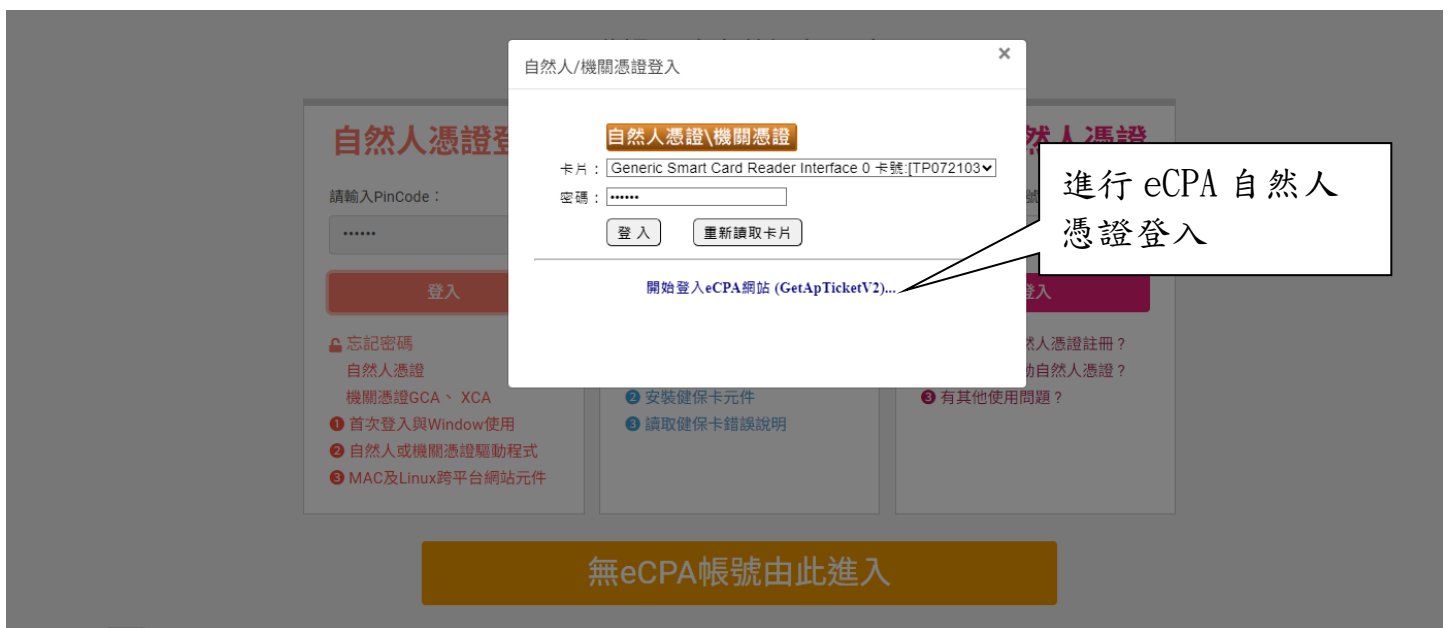 自然人/機關憑證登入
×
自然人憑證\機關憑證
卡片： Generic Smart Card Reader Interface 0 卡號:[TP072103
密碼： ••••••
登 入 重新讀取卡片
開始登入eCPA網站 (GetApTicketV2)...
進行 eCPA 自然人
憑證登入
自然人憑證
請輸入PinCode：
••••••
登入
忘記密碼
自然人憑證
機關憑證GCA、 XCA
❶ 首次登入與Window使用
❷ 自然人或機關憑證驅動程式
❸ MAC及Linux跨平台網站元件
❷ 安裝健保卡元件
❸ 讀取健保卡錯誤說明
然人憑證
登入
然人憑證註冊？
自然人憑證？
❸ 有其他使用問題？
無eCPA帳號由此進入